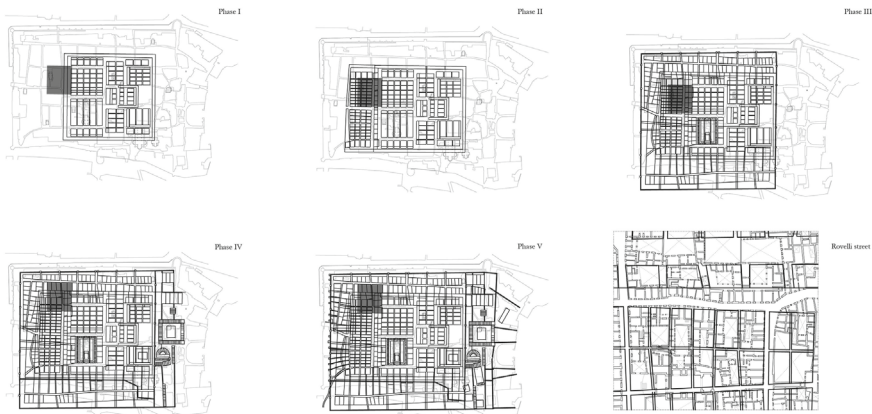 Phase I
Phase II
Phase III
Phase IV
Phase V
Rovelli street